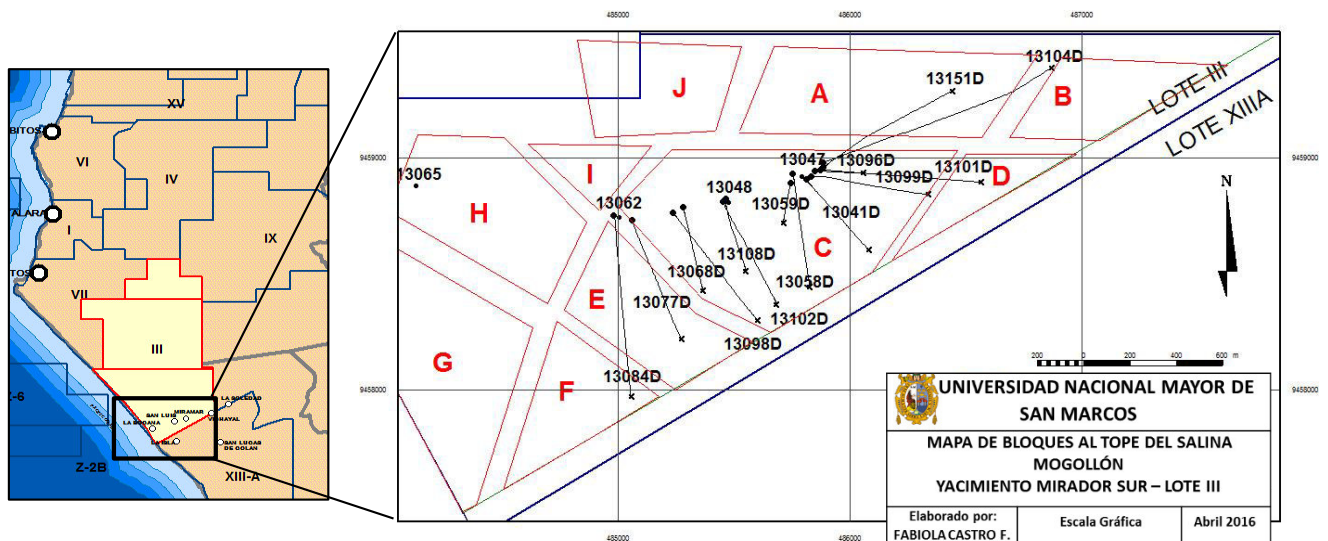 XV
BITOS
VI
IV
ALARA
I
IX
TOS
VII
III
LA SOLEDAD
MIRAMAR
SAN LUIS
LA BOCANA
LA ISLA
SAN LUCAS
DE COLAN
Z-2B
XIII-A
485000
486000
487000
9459000
9458000
J
A
B
I
H
D
C
E
G
F
13104D
13151D
LOTE III
LOTE XIIIA
13047
13096D
13101D
13099D
13065
13062
13048
13059D
13041D
13108D
13068D
13058D
13077D
13102D
13098D
13084D
N
200
0
200
400
600 m
9459000
9458000
UNIVERSIDAD NACIONAL MAYOR DE
SAN MARCOS
MAPA DE BLOQUES AL TOPE DEL SALINA
MOGOLLÓN
YACIMIENTO MIRADOR SUR – LOTE III
Elaborado por:
FABIOLA CASTRO F.
Escala Gráfica
Abril 2016
485000
486000